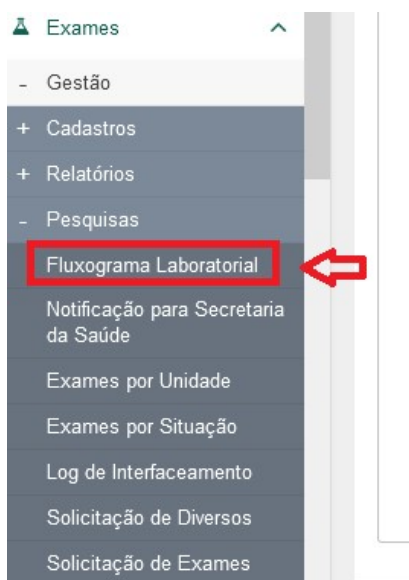 Exames
- Gestão
+ Cadastros
+ Relatórios
- Pesquisas
Fluxograma Laboratorial
Notificação para Secretaria
da Saúde
Exames por Unidade
Exames por Situação
Log de Interfaceamento
Solicitação de Diversos
Solicitação de Exames